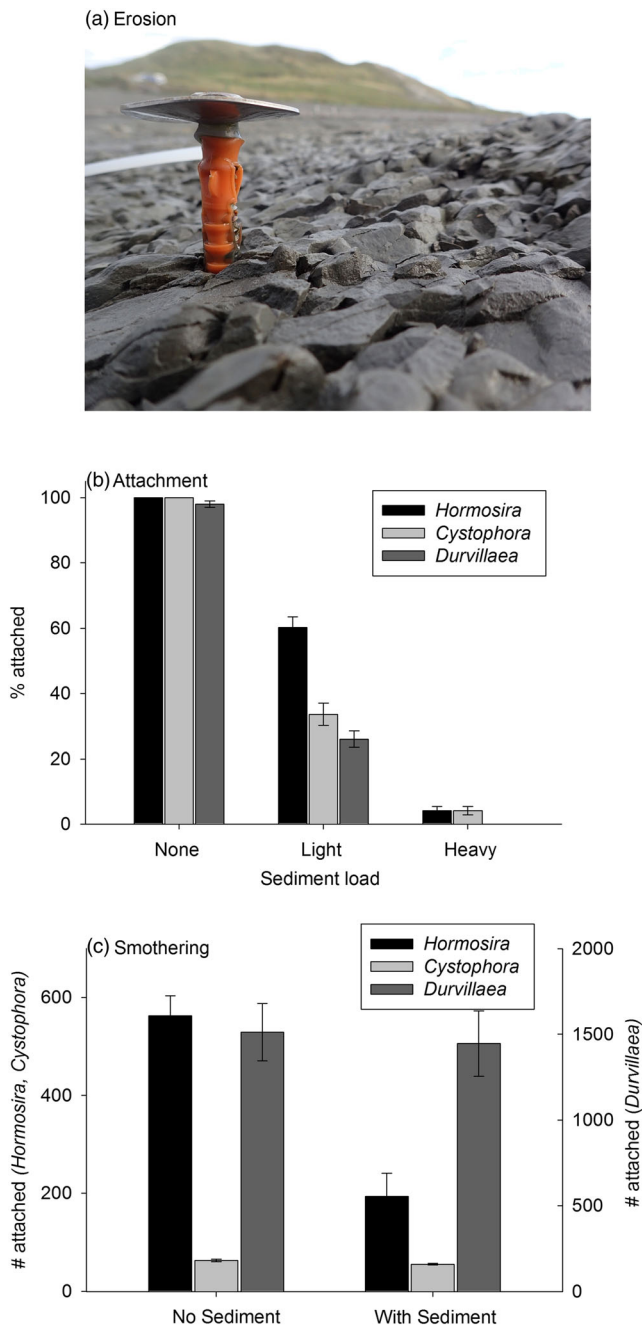 (a) Erosion
(b) Attachment
100
80
60
40
20
0
% attached
Hormosira
Cystophora
Durvillaea
None
Light
Heavy
Sediment load
(c) Smothering
600
400
200
0
# attached (Hormosira, Cystophora)
Hormosira
Cystophora
Durvillaea
2000
1500
1000
500
0
# attached (Durvillaea)
No Sediment
With Sediment